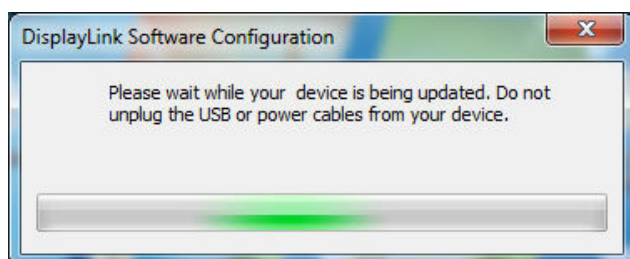 DisplayLink Software Configuration
Please wait while your  device is being updated. Do not
unplug the USB or power cables from your device.